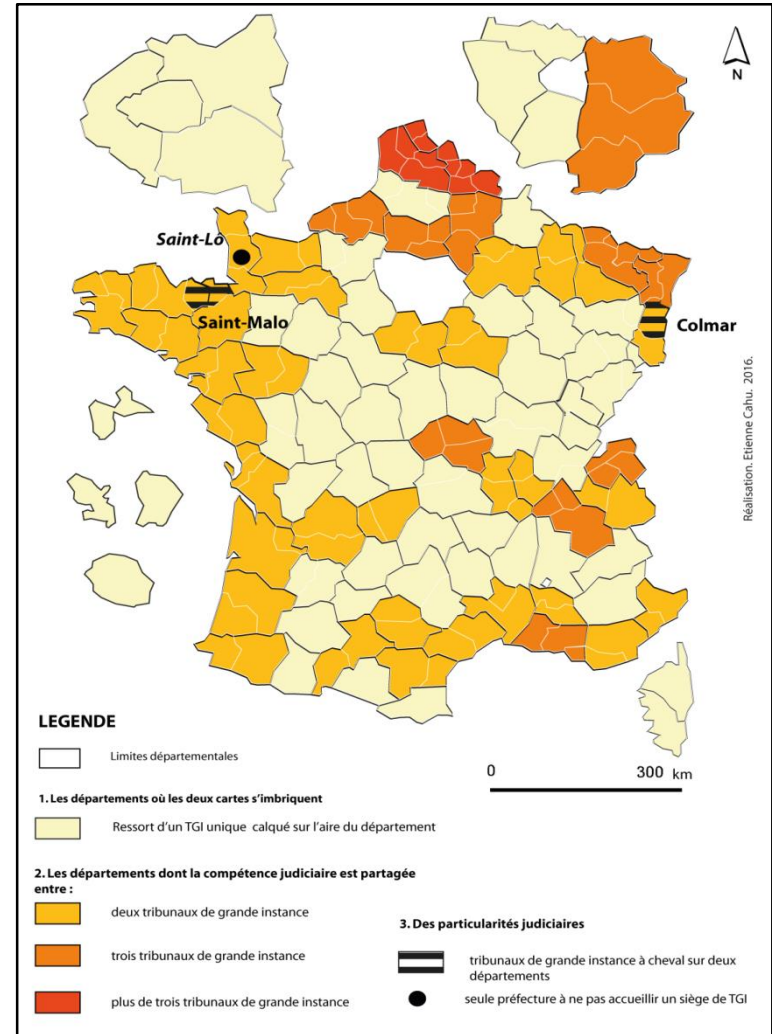 N
Saint-Lô
Saint-Malo
Colmar
Réalisation. Etienne Cahu. 2016.
LEGENDE
Limites départementales
0 300 km
1. Les départements où les deux cartes s’imbriquent
Ressort d’un TGI unique calqué sur l’aire du département
2. Les départements dont la compétence judiciaire est partagée
entre :
deux tribunaux de grande instance
trois tribunaux de grande instance
plus de trois tribunaux de grande instance
3. Des particularités judiciaires
tribunaux de grande instance à cheval sur deux
départements
seule préfecture à ne pas accueillir un siège de TGI